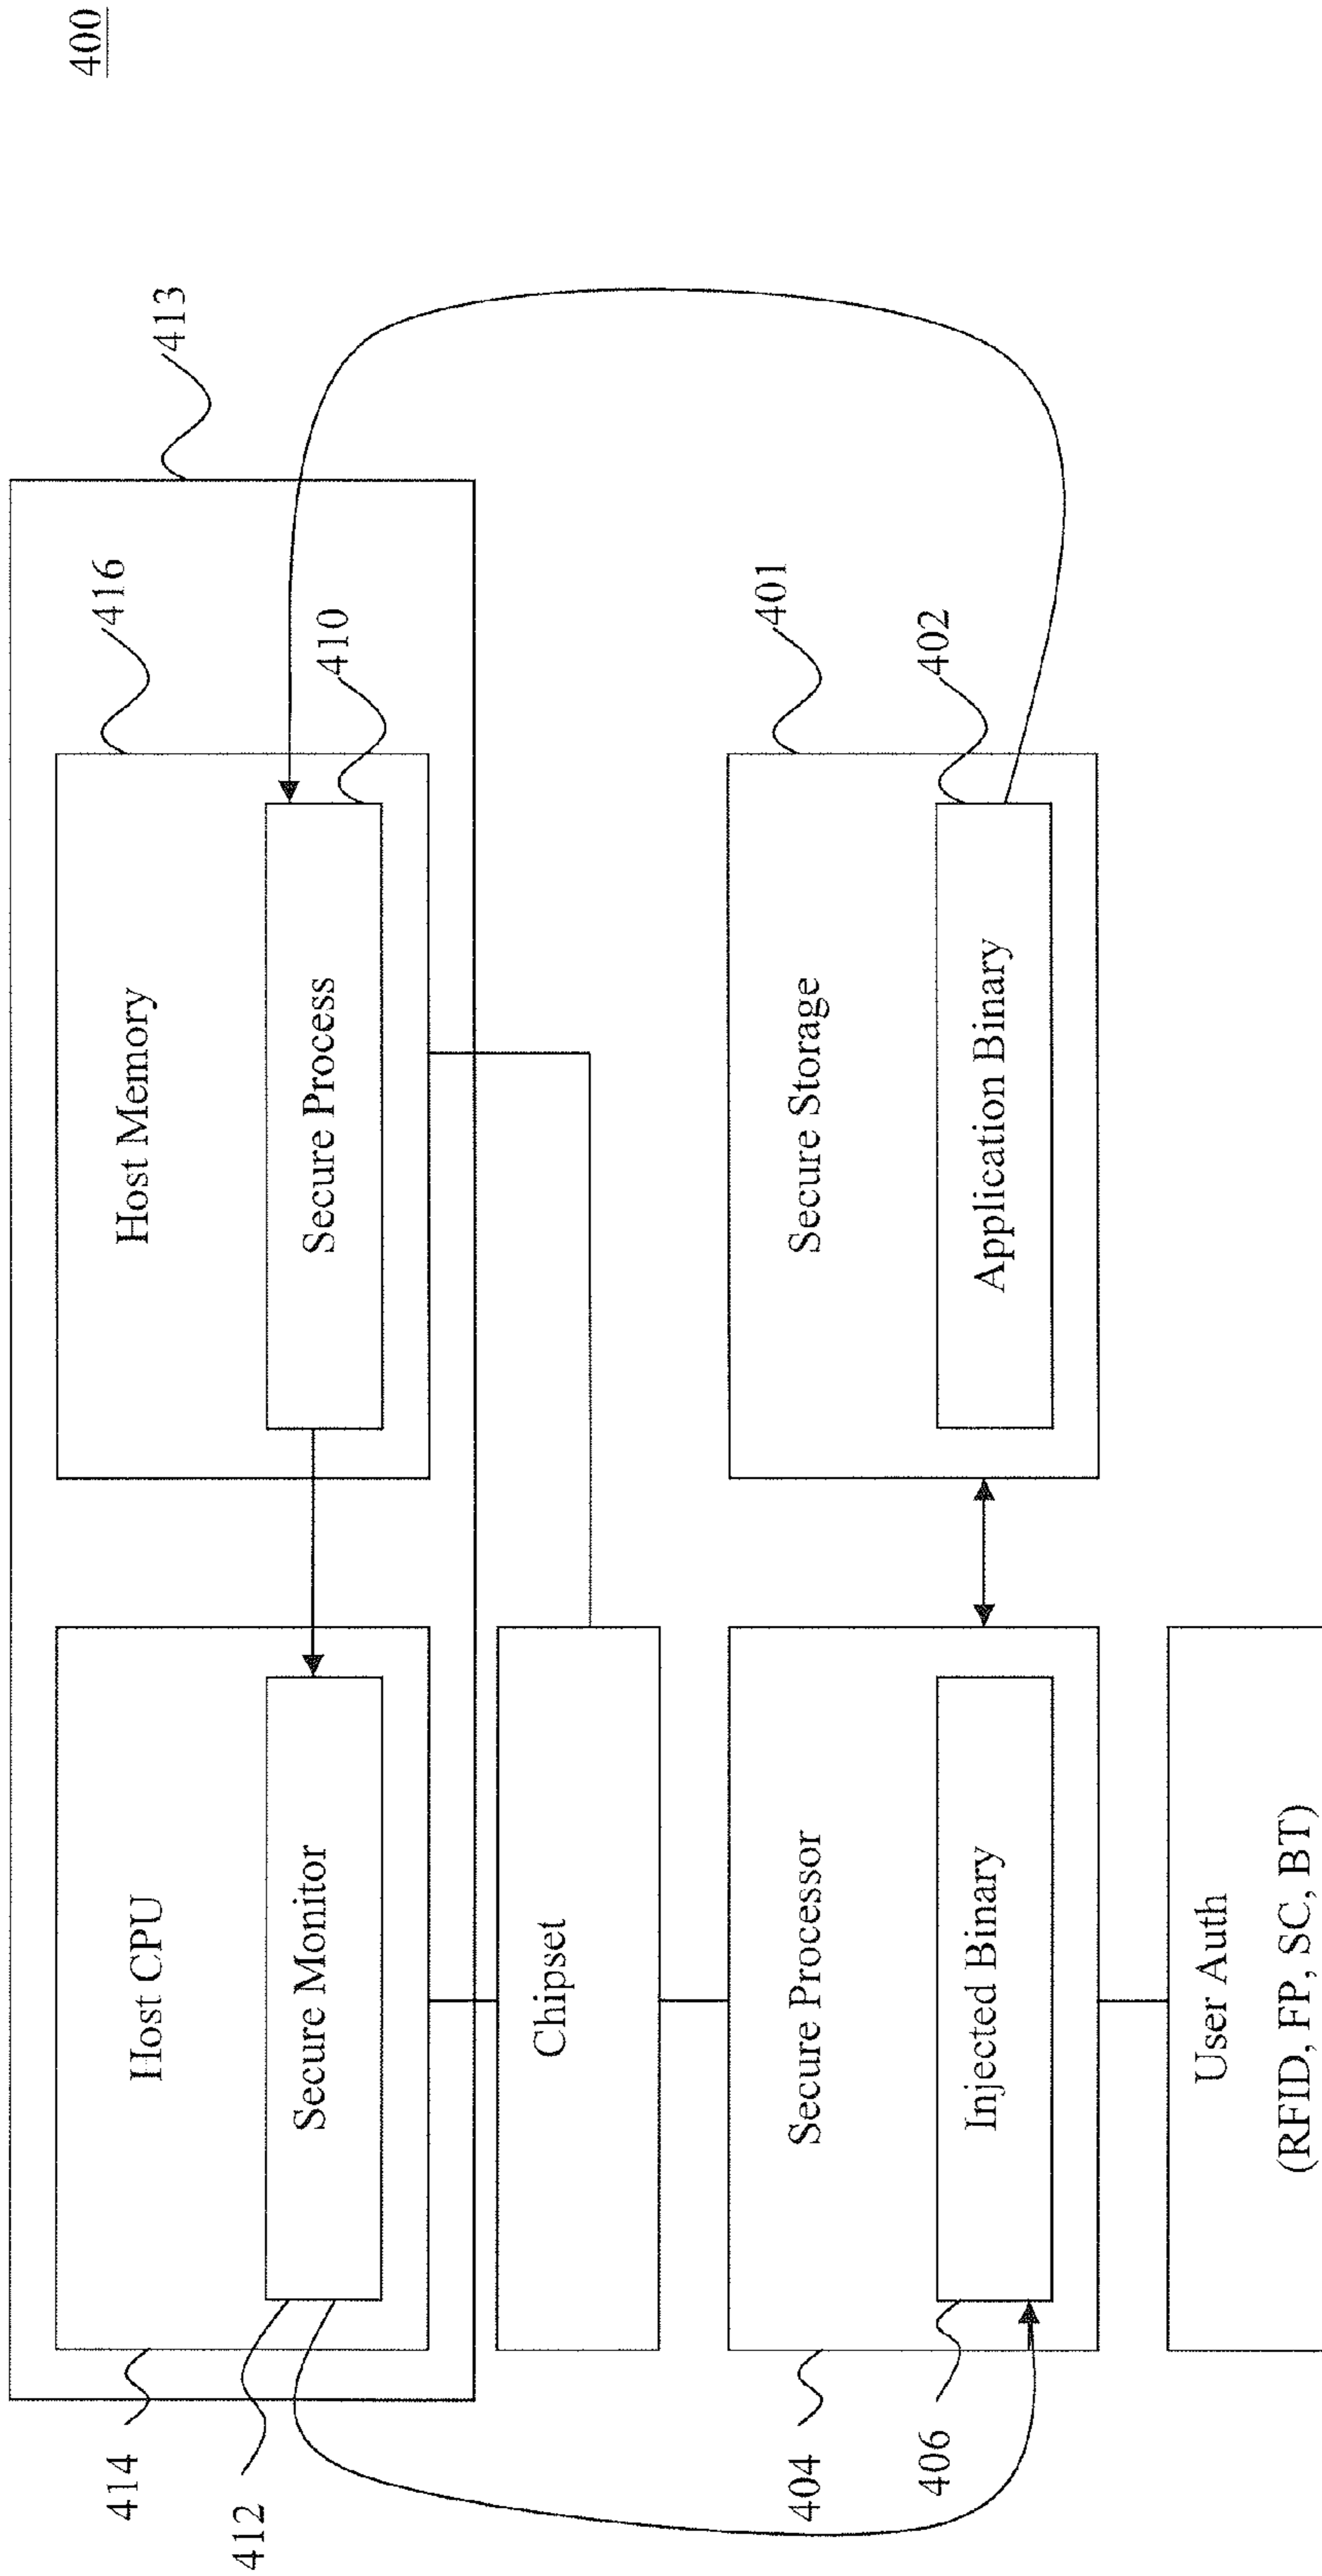 400
413
414
412
Host CPU
Secure Monitor
416
410
Host Memory
Secure Process
Chipset
404
406
Secure Processor
Injected Binary
401
402
Secure Storage
Application Binary
User Auth
(RFID, FP, SC, BT)